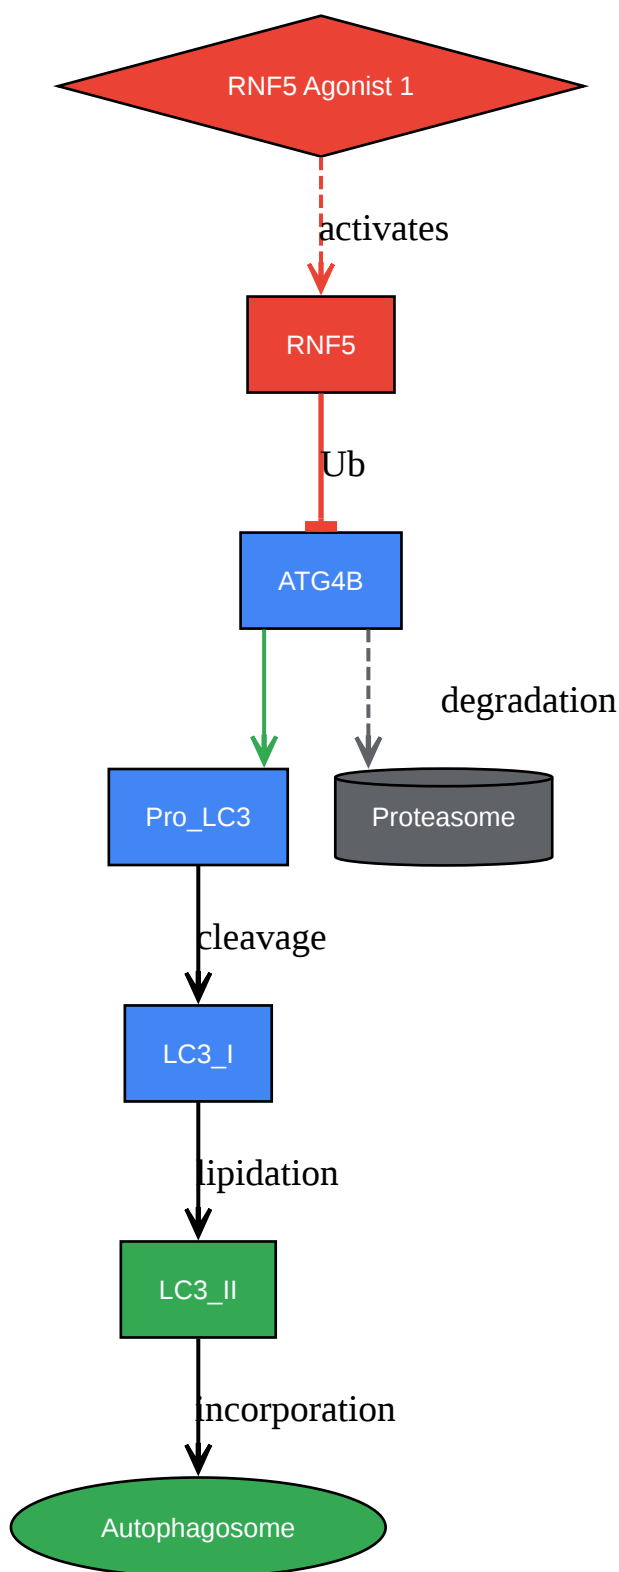 RNF5 Agonist 1
activates
RNF5
Ub
ATG4B
degradation
Pro_LC3
Proteasome
cleavage
LC3_I
lipidation
LC3_II
incorporation
Autophagosome